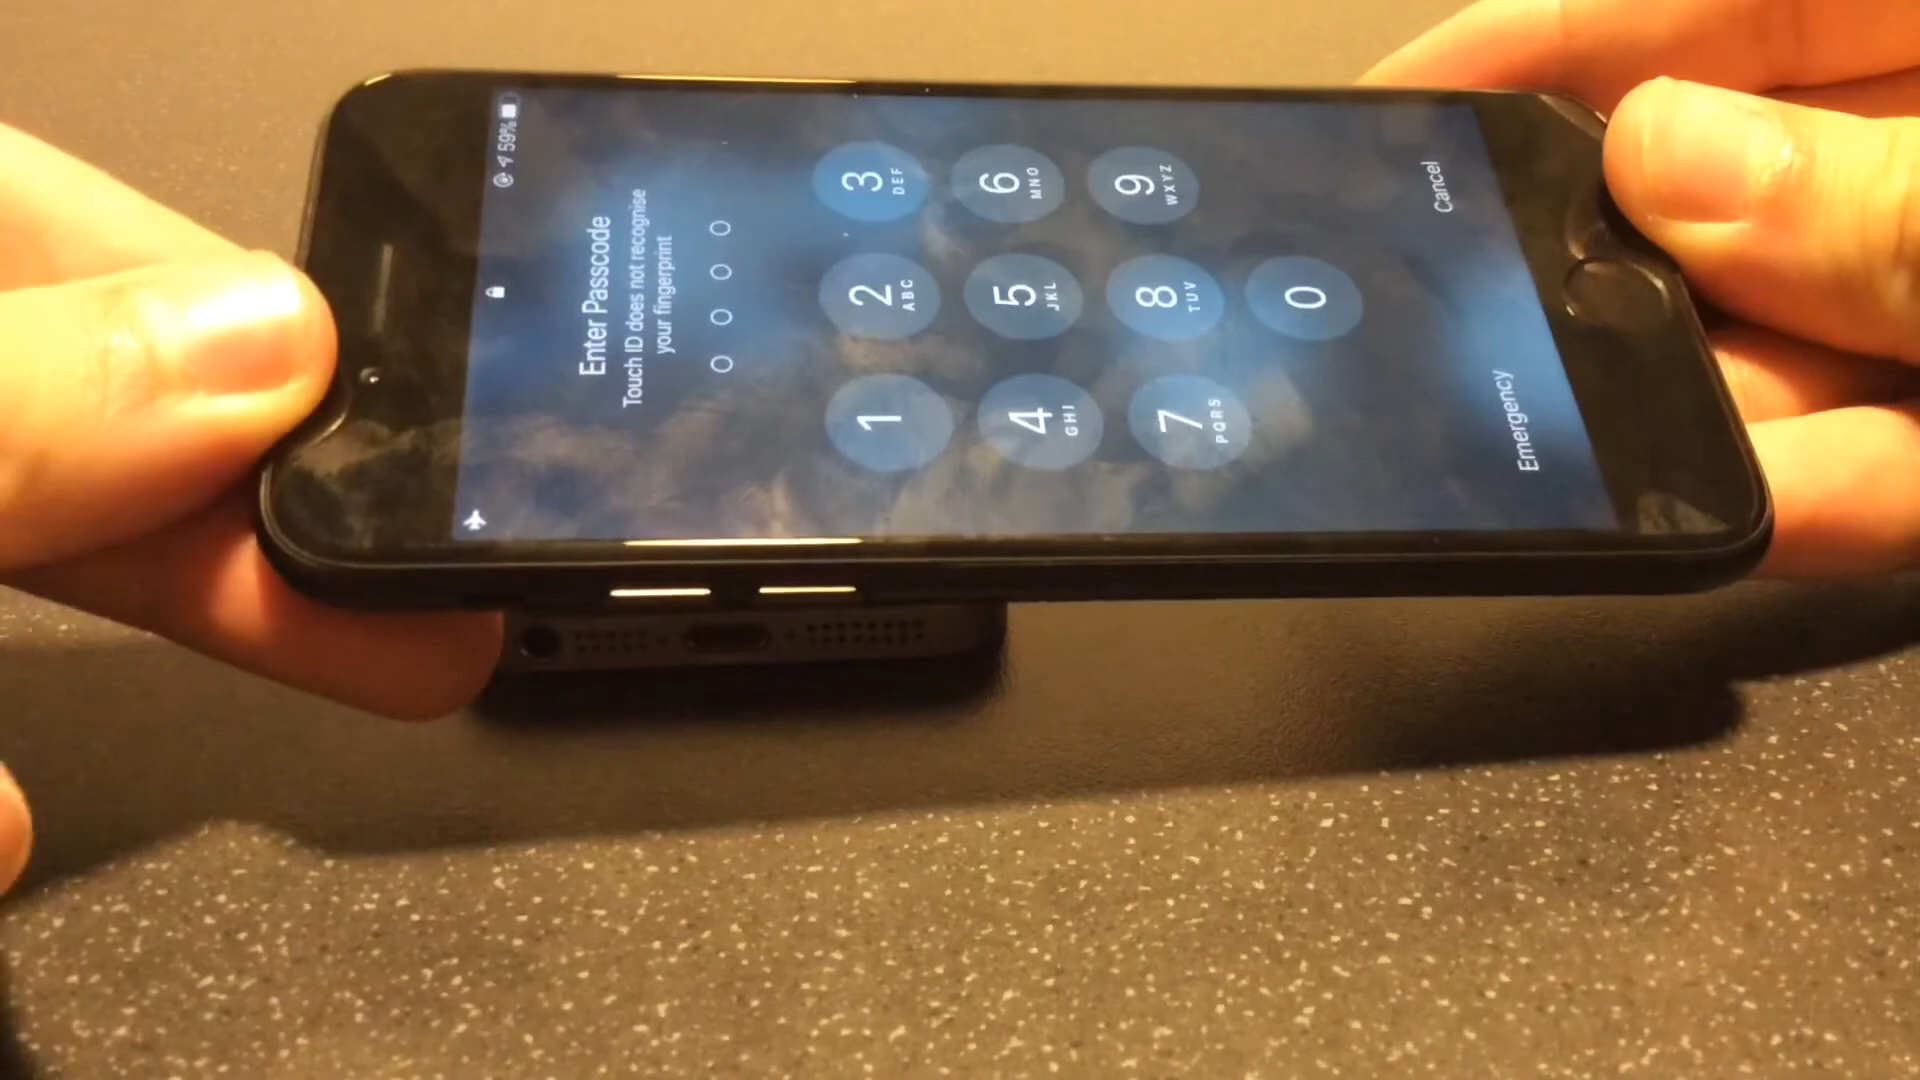 59%
Enter Passcode
Touch ID does not recognise
your fingerprint
1
2 ABC
3 DEF
4 GHI
5 JKL
6 MNO
7 PQRS
8 TUV
9 WXYZ
0
Emergency
Cancel